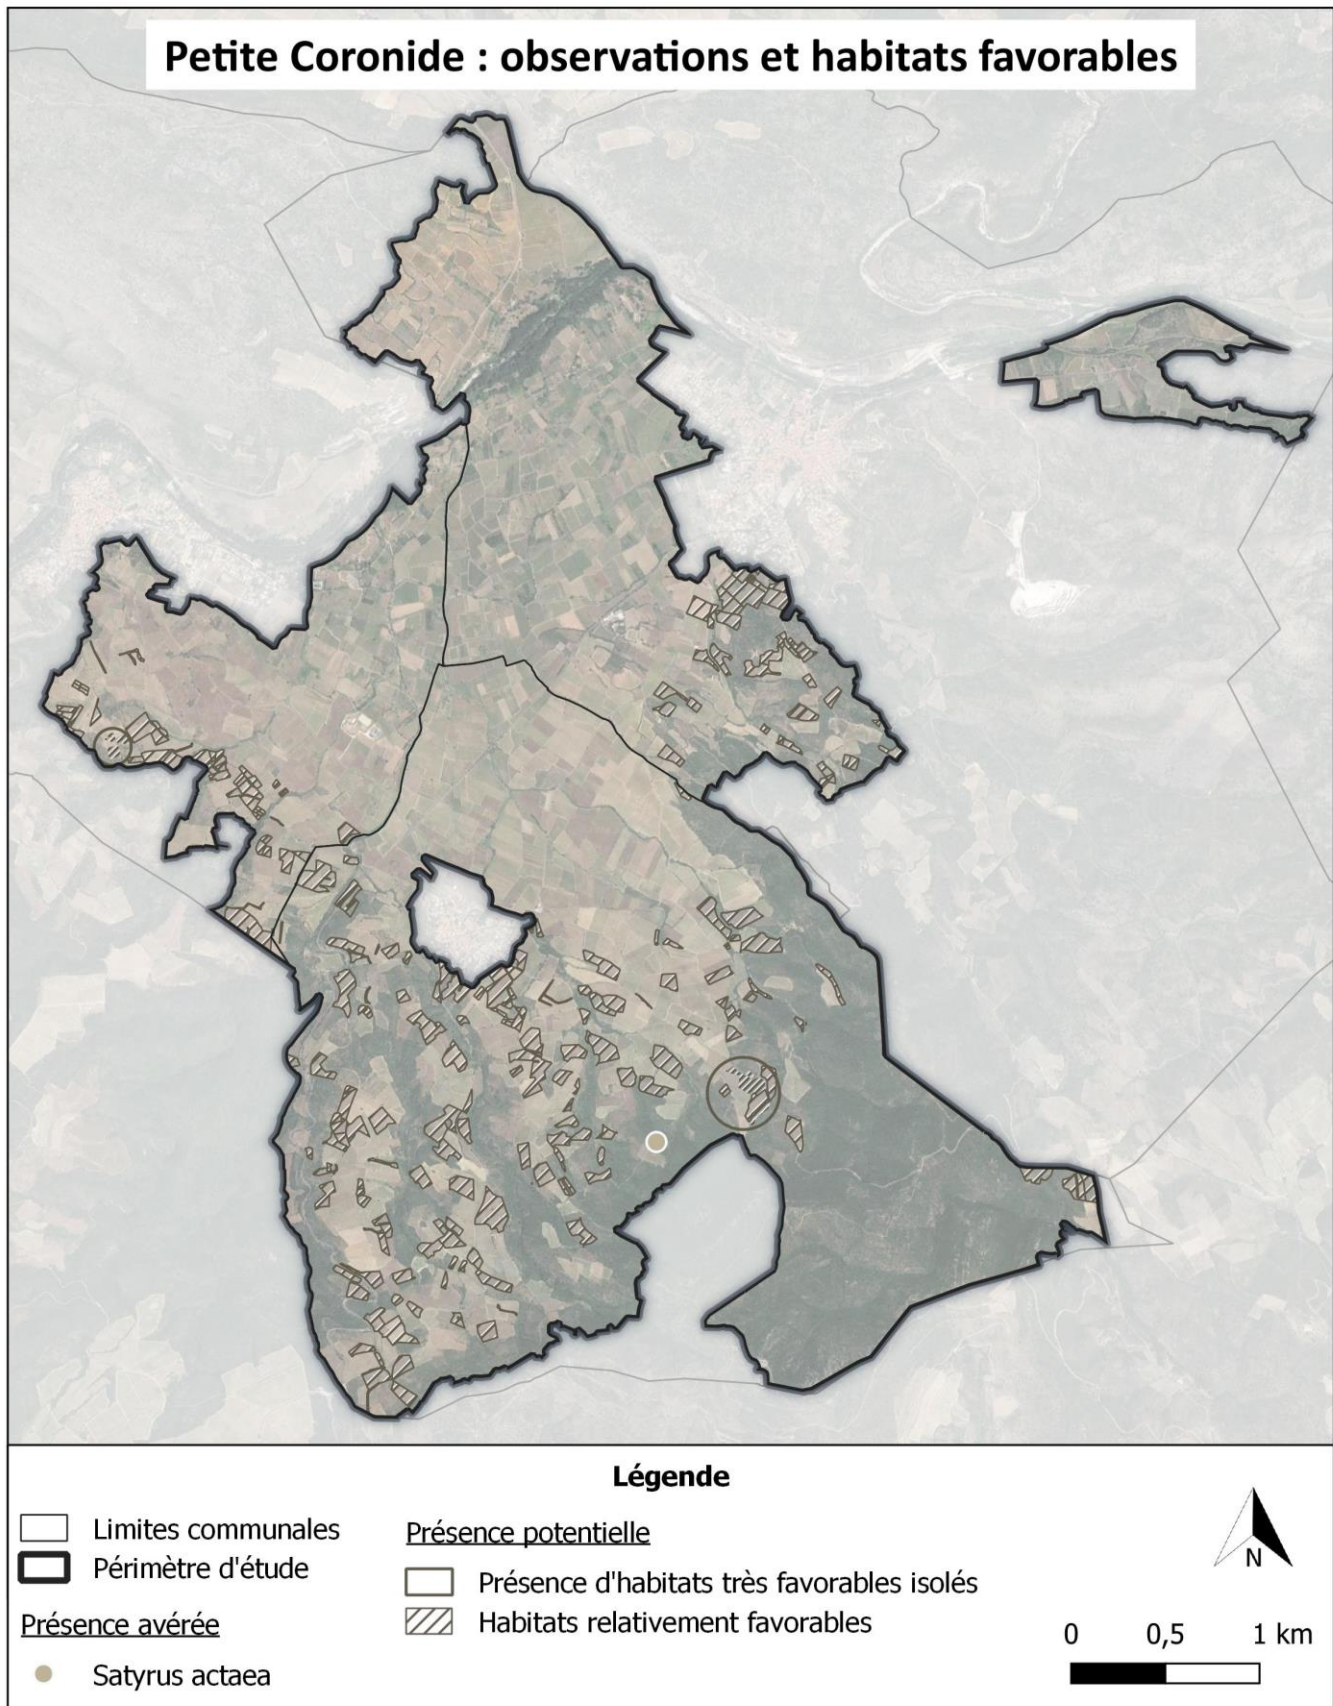 Petite Coronide : observations et habitats favorables
Légende
Limites communales
Périmètre d'étude
Présence avérée
Satyrus actaea
Présence potentielle
Présence d'habitats très favorables isolés
Habitats relativement favorables
N
0 0,5 1 km